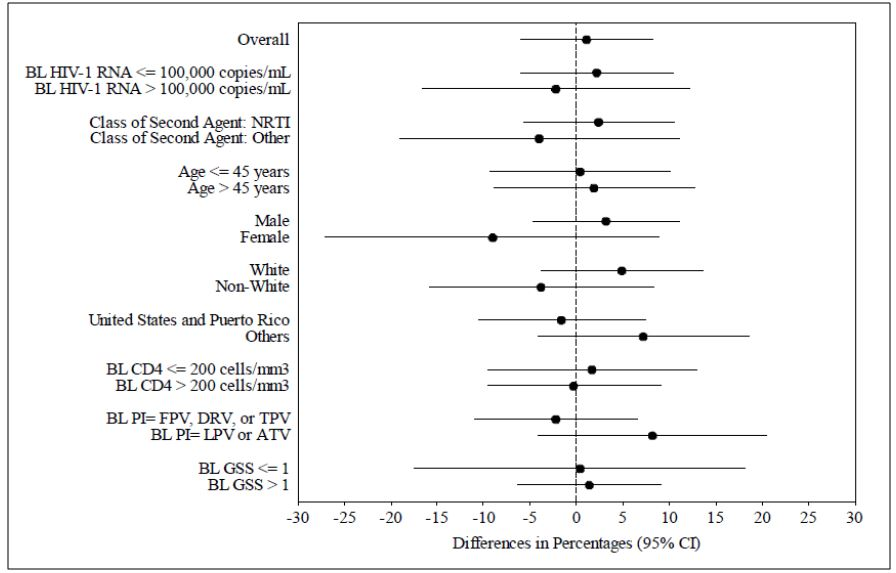 Overall
BL HIV-1 RNA <= 100,000 copies/mL
BL HIV-1 RNA > 100,000 copies/mL
Class of Second Agent: NRTI
Class of Second Agent: Other
Age <= 45 years
Age > 45 years
Male
Female
White
Non-White
United States and Puerto Rico
Others
BL CD4 <= 200 cells/mm3
BL CD4 > 200 cells/mm3
BL PI= FPV, DRV, or TPV
BL PI= LPV or ATV
BL GSS <= 1
BL GSS > 1
-30 -25 -20 -15 -10 -5 0 5 10 15 20 25 30
Differences in Percentages (95% CI)